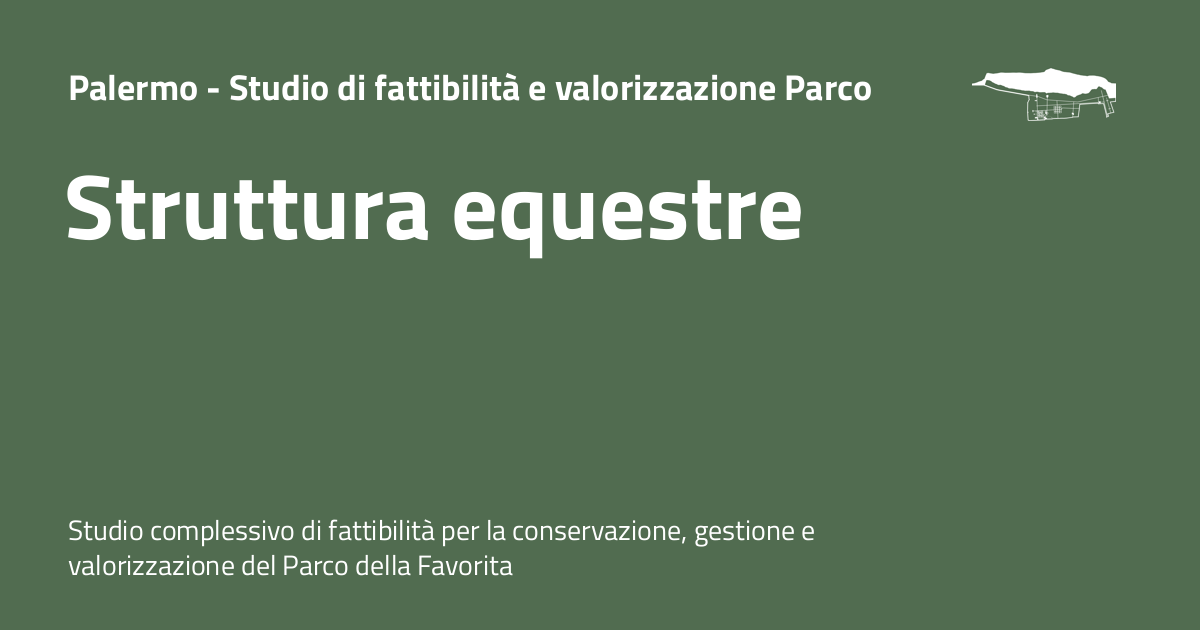 Palermo - Studio di fattibilità e valorizzazione Parco
Struttura equestre
Studio complessivo di fattibilità per la conservazione, gestione e
valorizzazione del Parco della Favorita